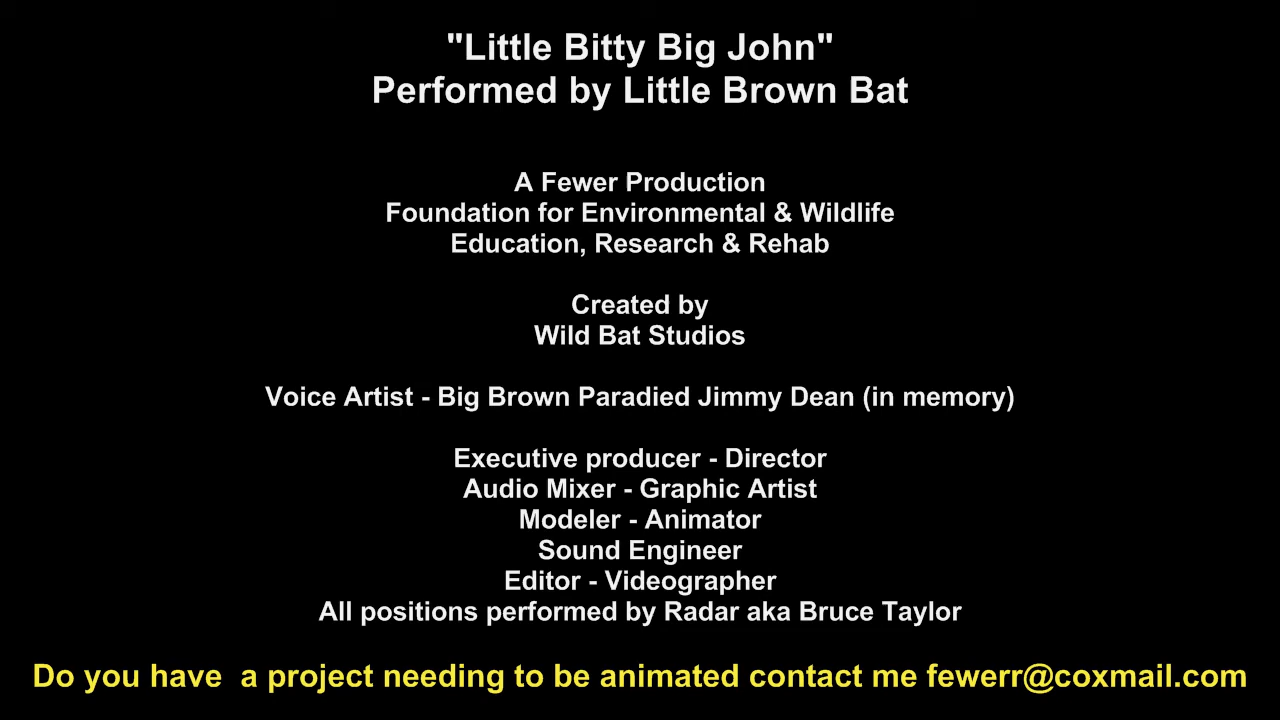 "Little Bitty Big John"
Performed by Little Brown Bat
A Fewer Production
Foundation for Environmental & Wildlife
Education, Research & Rehab
Created by
Wild Bat Studios
Voice Artist - Big Brown Paradied Jimmy Dean (in memory)
Executive producer - Director
Audio Mixer - Graphic Artist
Modeler - Animator
Sound Engineer
Editor - Videographer
All positions performed by Radar aka Bruce Taylor
Do you have  a project needing to be animated contact me fewerr@coxmail.com